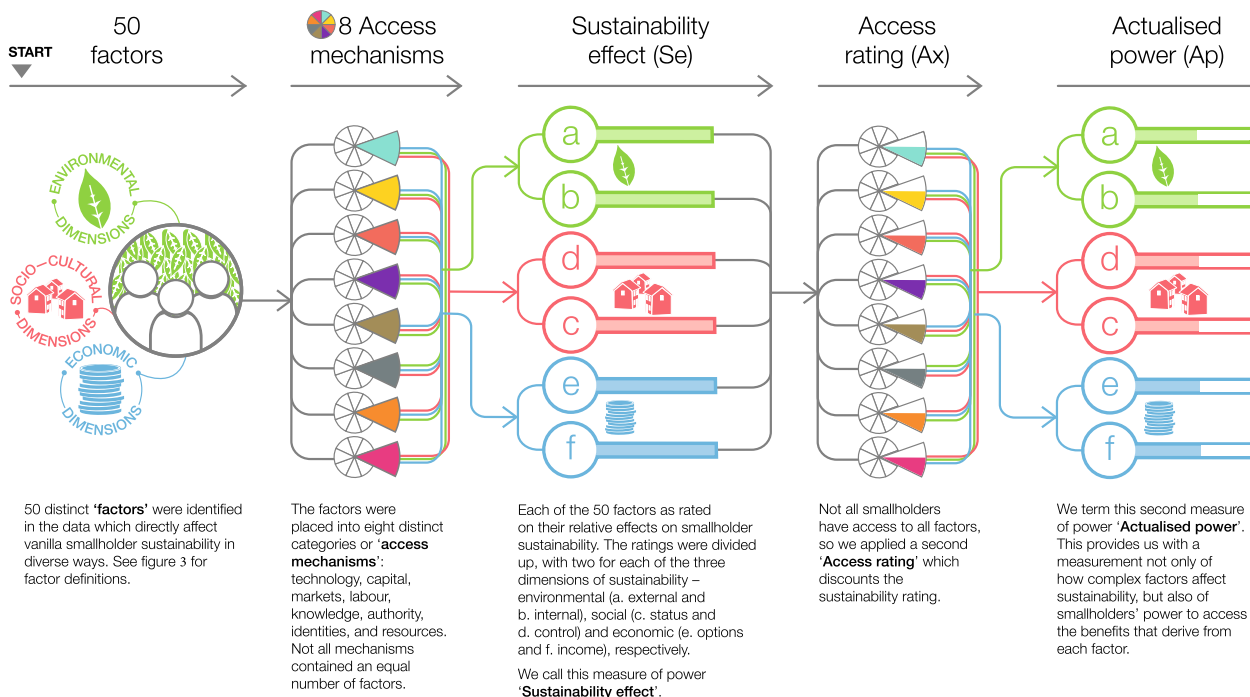 START
50
factors
8 Access
mechanisms
Sustainability
effect (Se)
Access
rating (Ax)
Actualised
power (Ap)
ENVIRONMENTAL
DIMENSIONS
SOCIO–CULTURAL
DIMENSIONS
ECONOMIC
DIMENSIONS
a
b
d
c
e
f
a
b
d
c
e
f
50 distinct ‘factors’ were identified
in the data which directly affect
vanilla smallholder sustainability in
diverse ways. See figure 3 for
factor definitions.
The factors were
placed into eight distinct
categories or ‘access
mechanisms’:
technology, capital,
markets, labour,
knowledge, authority,
identities, and resources.
Not all mechanisms
contained an equal
number of factors.
Each of the 50 factors as rated
on their relative effects on smallholder
sustainability. The ratings were divided
up, with two for each of the three
dimensions of sustainability –
environmental (a. external and
b. internal), social (c. status and
d. control) and economic (e. options
and f. income), respectively.
We call this measure of power
‘Sustainability effect’.
Not all smallholders
have access to all factors,
so we applied a second
‘Access rating’ which
discounts the
sustainability rating.
We term this second measure
of power ‘Actualised power’.
This provides us with a
measurement not only of
how complex factors affect
sustainability, but also of
smallholders’ power to access
the benefits that derive from
each factor.